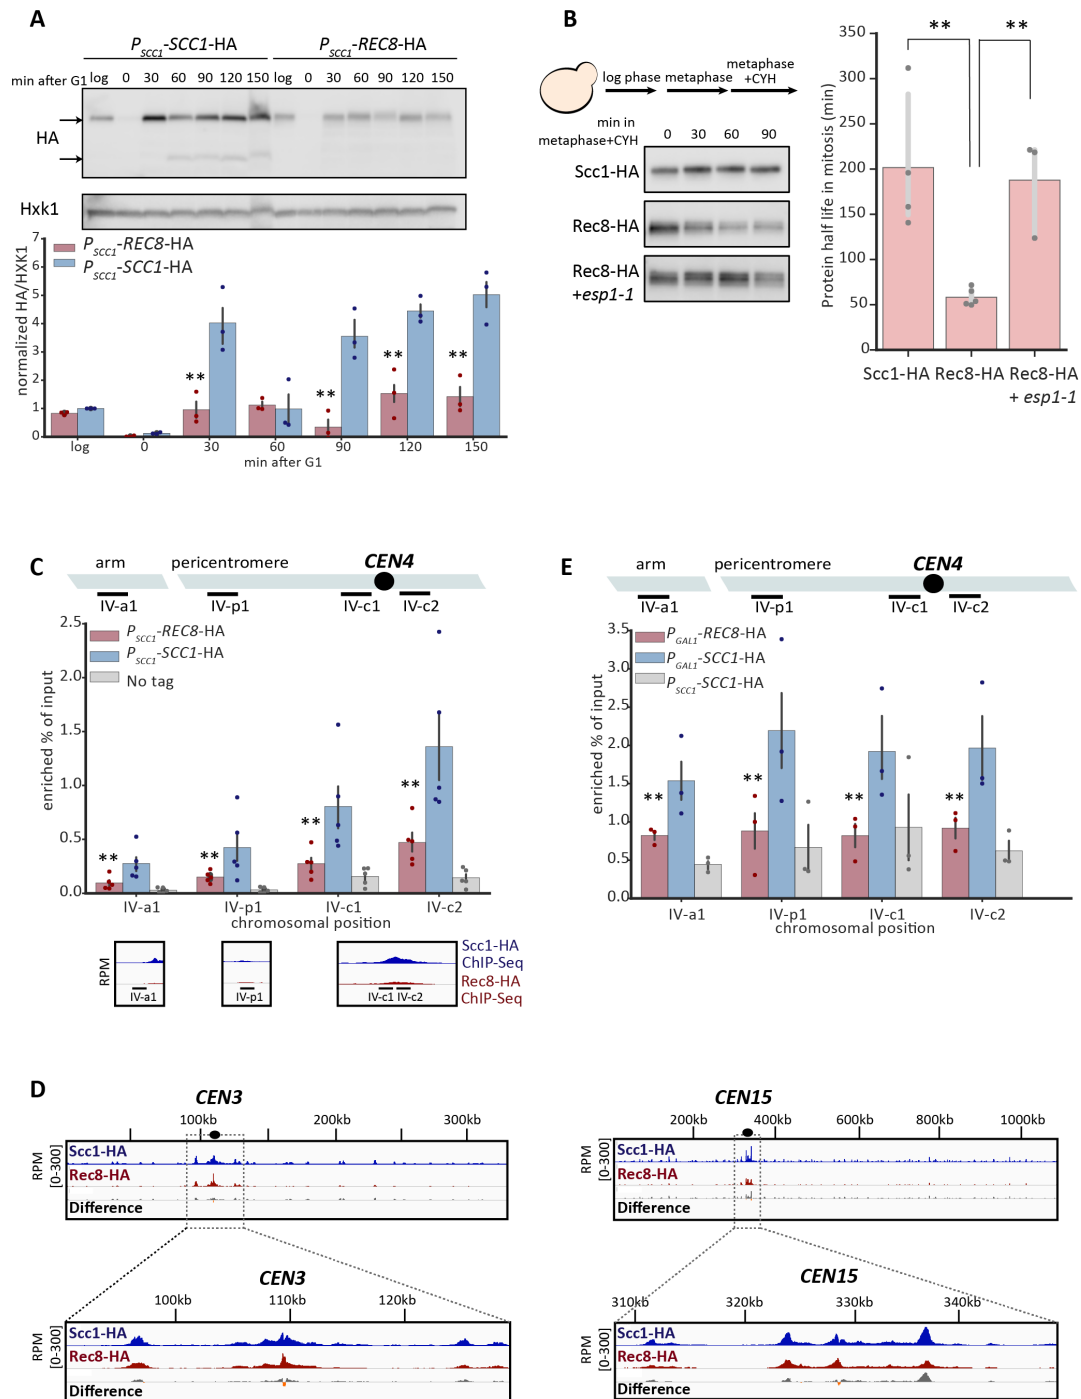 A
P_SCC1-SCC1-HA P_SCC1-REC8-HA
min after G1 log 0 30 60 90 120 150 log 0 30 60 90 120 150
HA
Hxk1
normalized HA/HXK1
7
6
5
4
3
2
1
0
P_SCC1-REC8-HA
P_SCC1-SCC1-HA
** ** ** **
log 0 30 60 90 120 150
min after G1
B
log phase metaphase metaphase +CYH
min in metaphase+CYH 0 30 60 90
Scc1-HA
Rec8-HA
Rec8-HA
+esp1-1
Protein half life in mitosis (min)
350
300
250
200
150
100
50
0
** **
Scc1-HA Rec8-HA Rec8-HA
+ esp1-1
C
arm pericentromere CEN4
IV-a1 IV-p1 IV-c1 IV-c2
enriched % of input
2.5
2.0
1.5
1.0
0.5
0.0
P_SCC1-REC8-HA
P_SCC1-SCC1-HA
No tag
** ** ** **
IV-a1 IV-p1 IV-c1 IV-c2
chromosomal position
RPM
IV-a1 IV-p1 IV-c1 IV-c2
Scc1-HA
ChIP-Seq
Rec8-HA
ChIP-Seq
E
arm pericentromere CEN4
IV-a1 IV-p1 IV-c1 IV-c2
enriched % of input
3.5
3.0
2.5
2.0
1.5
1.0
0.5
0.0
P_GAL1-REC8-HA
P_GAL1-SCC1-HA
P_SCC1-SCC1-HA
** ** ** **
IV-a1 IV-p1 IV-c1 IV-c2
chromosomal position
D
CEN3
100kb 200kb 300kb
RPM
[0-300]
Scc1-HA
Rec8-HA
Difference
CEN3
100kb 110kb 120kb
RPM
[0-300]
Scc1-HA
Rec8-HA
Difference
CEN15
200kb 400kb 600kb 800kb 1000kb
RPM
[0-300]
Scc1-HA
Rec8-HA
Difference
CEN15
310kb 320kb 330kb 340kb
RPM
[0-300]
Scc1-HA
Rec8-HA
Difference